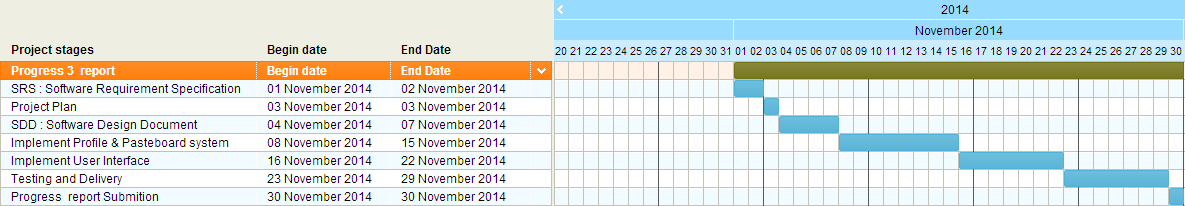 2014
November 2014
Project stages Begin date End Date 20 21 22 23 24 25 26 27 28 29 30 31 01 02 03 04 05 06 07 08 09 10 11 12 13 14 15 16 17 18 19 20 21 22 23 24 25 26 27 28 29 30
Progress 3 report Begin date End Date
SRS : Software Requirement Specification 01 November 2014 02 November 2014
Project Plan 03 November 2014 03 November 2014
SDD : Software Design Document 04 November 2014 07 November 2014
Implement Profile & Pasteboard system 08 November 2014 15 November 2014
Implement User Interface 16 November 2014 22 November 2014
Testing and Delivery 23 November 2014 29 November 2014
Progress report Submition 30 November 2014 30 November 2014